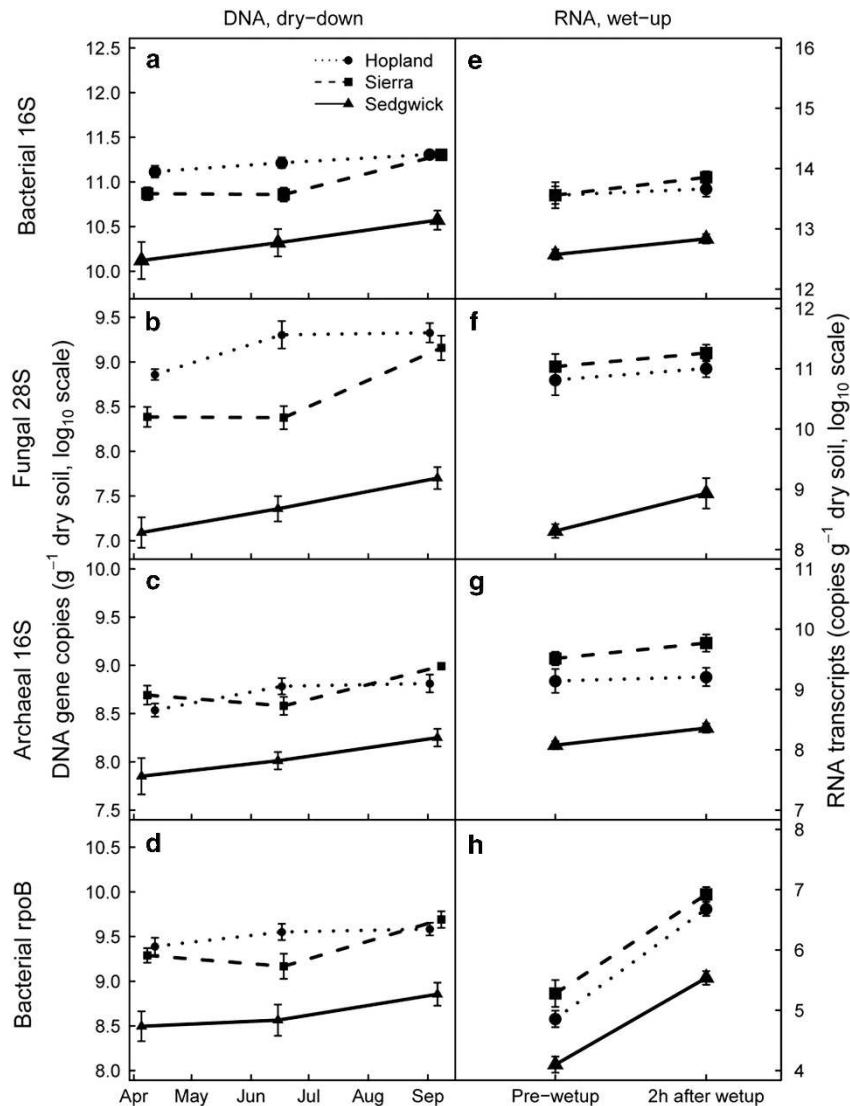 DNA, dry−down
RNA, wet−up
Bacterial 16S
12.5
12.0
11.5
11.0
10.5
10.0
a
Hopland
Sierra
Sedgwick
e
16
15
14
13
12
Fungal 28S
9.5
9.0
8.5
8.0
7.5
7.0
b
f
12
11
10
9
8
DNA gene copies (g⁻¹ dry soil, log₁₀ scale)
RNA transcripts (copies g⁻¹ dry soil, log₁₀ scale)
Archaeal 16S
10.0
9.5
9.0
8.5
8.0
7.5
c
g
11
10
9
8
7
Bacterial rpoB
10.5
10.0
9.5
9.0
8.5
8.0
d
h
8
7
6
5
4
Apr May Jun Jul Aug Sep
Pre−wetup 2h after wetup